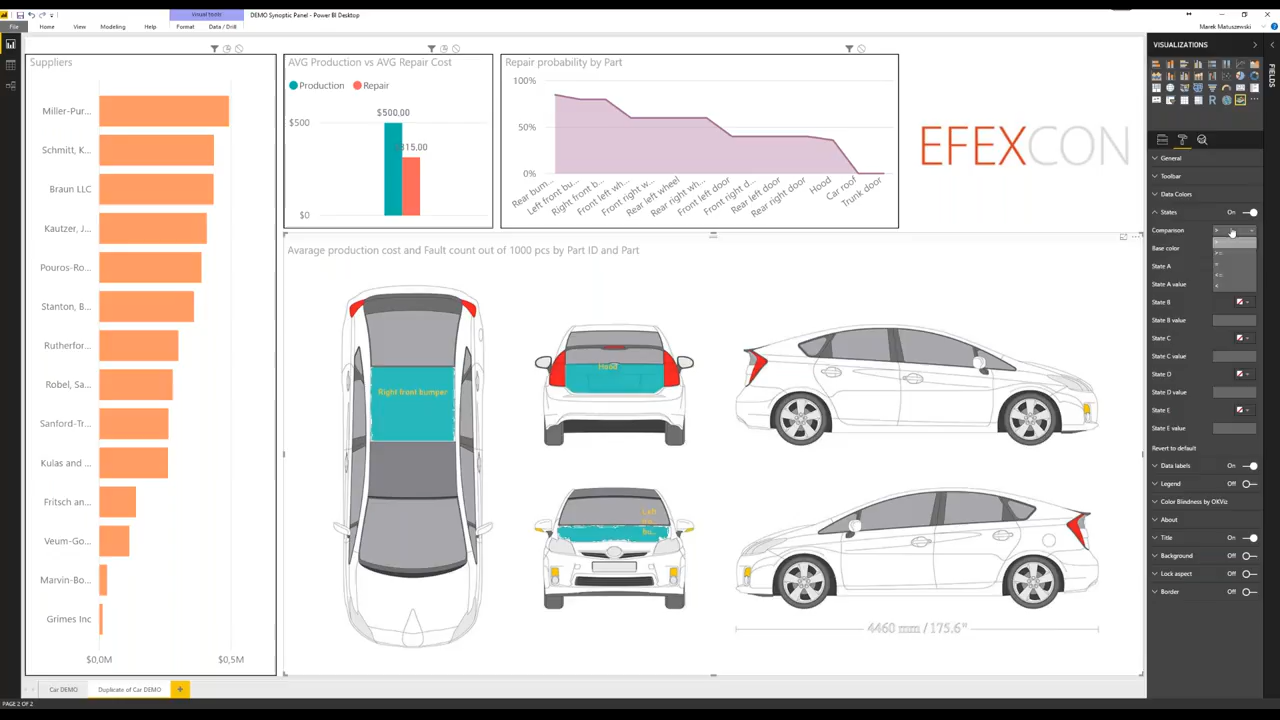 visual tools
DEMO Synoptic Panel - Power BI Desktop
File Home View Modeling Help Format Data / Drill
Marek Matuszewski
Suppliers
Miller-Pur...
Schmitt, K...
Braun LLC
Kautzer, J...
Pouros-Ro...
Stanton, B...
Rutherfor...
Robel, Sa...
Sanford-Tr...
Kulas and ...
Fritsch an...
Veum-Go...
Marvin-Bo...
Grimes Inc
$0,0M $0,5M
AVG Production vs AVG Repair Cost
Production Repair
$500,00
$500
$315,00
$0
Repair probability by Part
100%
50%
0%
Rear bum...
Left front bu...
Right front b...
Front left wh...
Front right w...
Rear left wheel
Rear right wh...
Front left door
Front right d...
Rear left door
Rear right door
Hood
Car roof
Trunk door
EFEXCON
Avarage production cost and Fault count out of 1000 pcs by Part ID and Part
Right front bumper
Hood
Left
fro...
Bu...
4460 mm / 175.6"
VISUALIZATIONS
FIELDS
General
Toolbar
Data Colors
States On
Comparison >
>
>=
=
<=
<
Base color
State A
State A value
State B
State B value
State C
State C value
State D
State D value
State E
State E value
Revert to default
Data labels On
Legend Off
Color Blindness by OKViz
About
Title On
Background Off
Lock aspect Off
Border Off
Car DEMO Duplicate of Car DEMO +
PAGE 2 OF 2